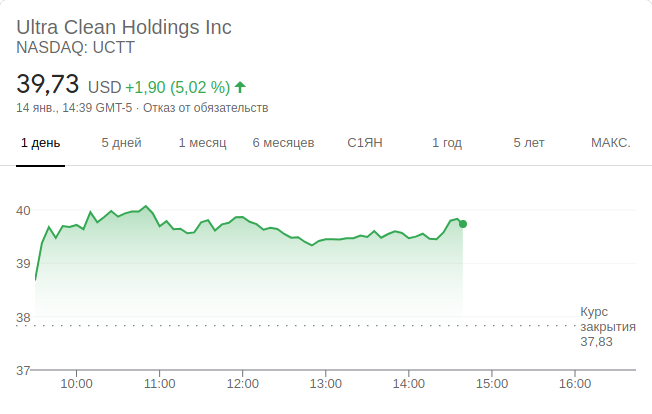 Ultra Clean Holdings Inc
NASDAQ: UCTT
39,73 USD +1,90 (5,02 %)
14 янв., 14:39 GMT-5 · Отказ от обязательств
1 день 5 дней 1 месяц 6 месяцев С1ЯН 1 год 5 лет МАКС.
40
39
38
37
Курс
закрытия
37,83
10:00 11:00 12:00 13:00 14:00 15:00 16:00